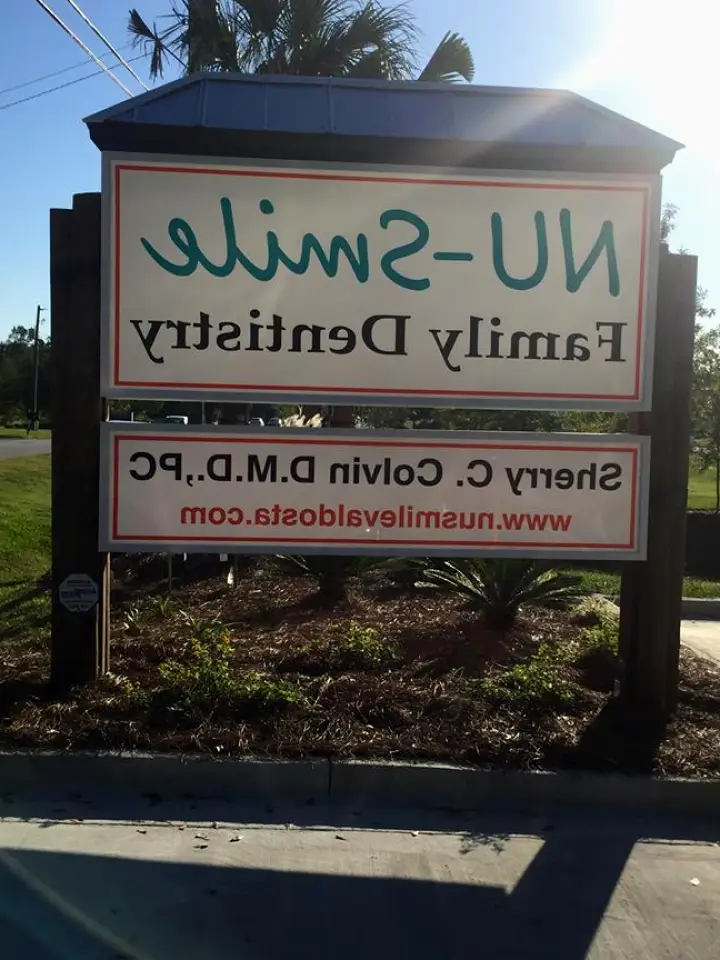 NU-Smile
Family Dentistry
Sherry C. Colvin D.M.D.,PC
www.nusmilevaldosta.com